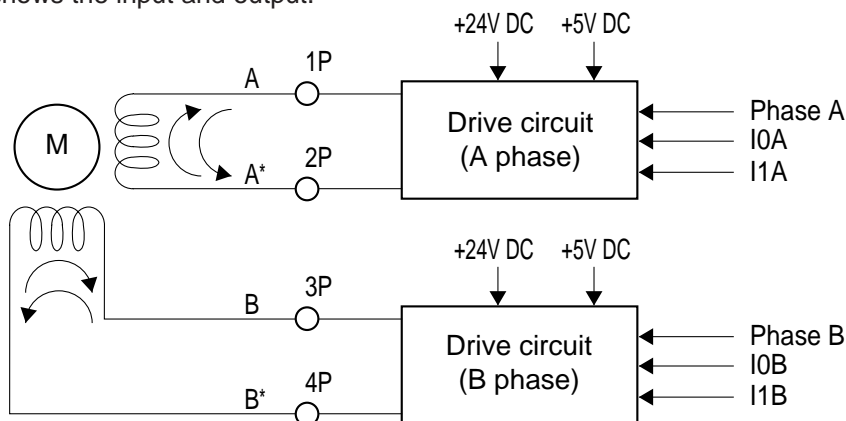 shows the input and output.
+24V DC +5V DC
1P
A
Phase A
Drive circuit
I0A
M
(A phase)
2P
I1A
A*
+24V DC +5V DC
3P
B
Phase B
Drive circuit
I0B
(B phase)
4P
I1B
B*